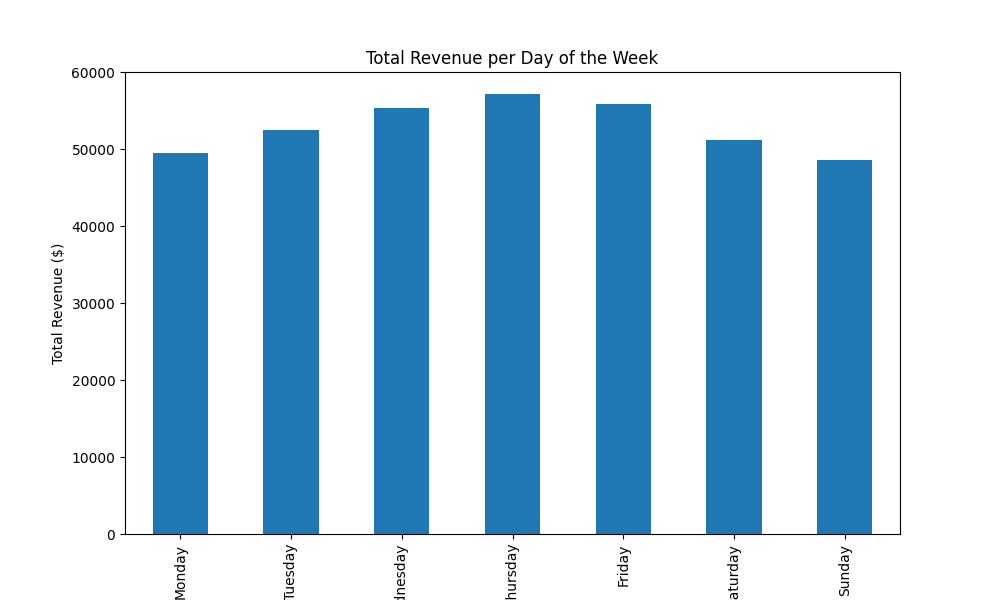 Total Revenue per Day of the Week
Total Revenue ($)
60000
50000
40000
30000
20000
10000
0
Monday
Tuesday
dnesday
hursday
Friday
aturday
Sunday